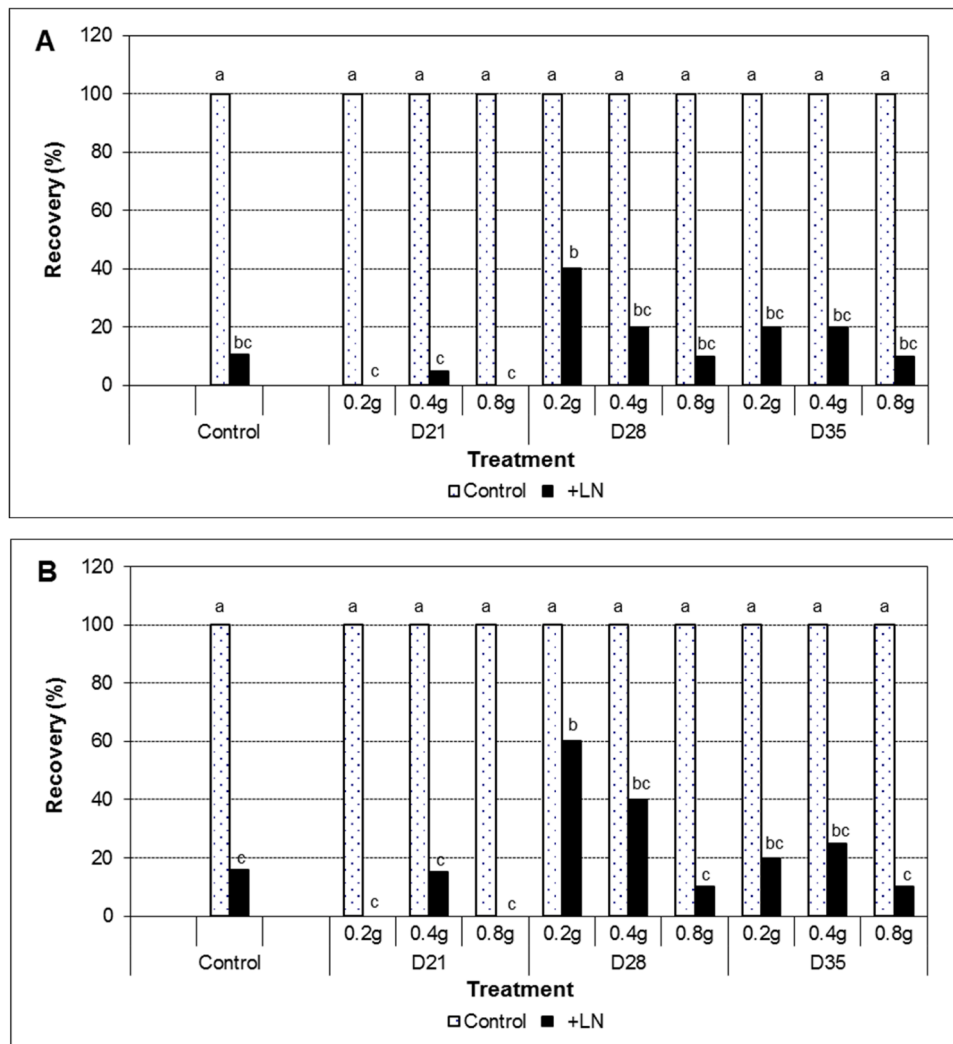 A
120
a a a a a a a a a a
100
80
60
40
20
0
Recovery (%)
bc c c c b bc bc bc bc bc
0.2g 0.4g 0.8g 0.2g 0.4g 0.8g 0.2g 0.4g 0.8g
Control D21 D28 D35
Treatment
Control +LN
B
120
a a a a a a a a a a
100
80
60
40
20
0
Recovery (%)
c c c c b bc c bc bc c
0.2g 0.4g 0.8g 0.2g 0.4g 0.8g 0.2g 0.4g 0.8g
Control D21 D28 D35
Treatment
Control +LN